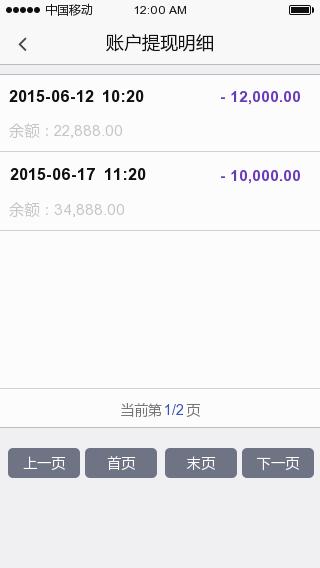 中国移动 12:00 AM
账户提现明细
2015-06-12 10:20 - 12,000.00
余额：22,888.00
2015-06-17 11:20 - 10,000.00
余额：34,888.00
当前第1/2页
上一页 首页 末页 下一页